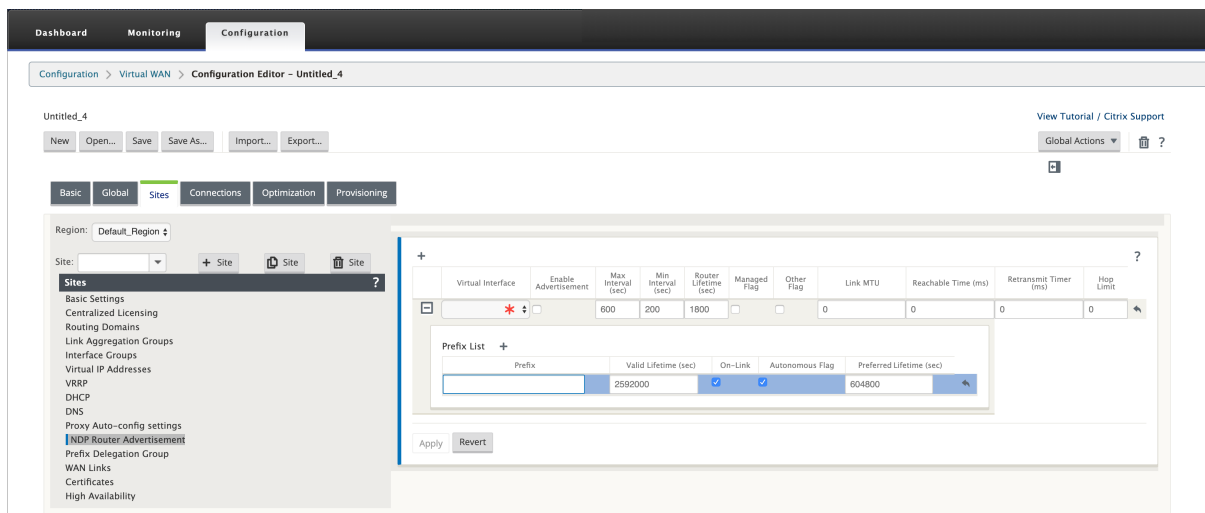 Dashboard Monitoring Configuration
Configuration > Virtual WAN > Configuration Editor – Untitled_4
Untitled_4
View Tutorial / Citrix Support
New Open... Save Save As... Import... Export... Global Actions ?
Basic Global Sites Connections Optimization Provisioning
Region: Default_Region
Site: + Site Site Site
Sites ?
Basic Settings
Centralized Licensing
Routing Domains
Link Aggregation Groups
Interface Groups
Virtual IP Addresses
VRRP
DHCP
DNS
Proxy Auto-config settings
NDP Router Advertisement
Prefix Delegation Group
WAN Links
Certificates
High Availability
+ ?
Virtual Interface
Enable Advertisement
Max Interval (sec)
Min Interval (sec)
Router Lifetime (sec)
Managed Flag
Other Flag
Link MTU
Reachable Time (ms)
Retransmit Timer (ms)
Hop Limit
600 200 1800 0 0 0 0
Prefix List +
Prefix Valid Lifetime (sec) On-Link Autonomous Flag Preferred Lifetime (sec)
2592000 604800
Apply Revert